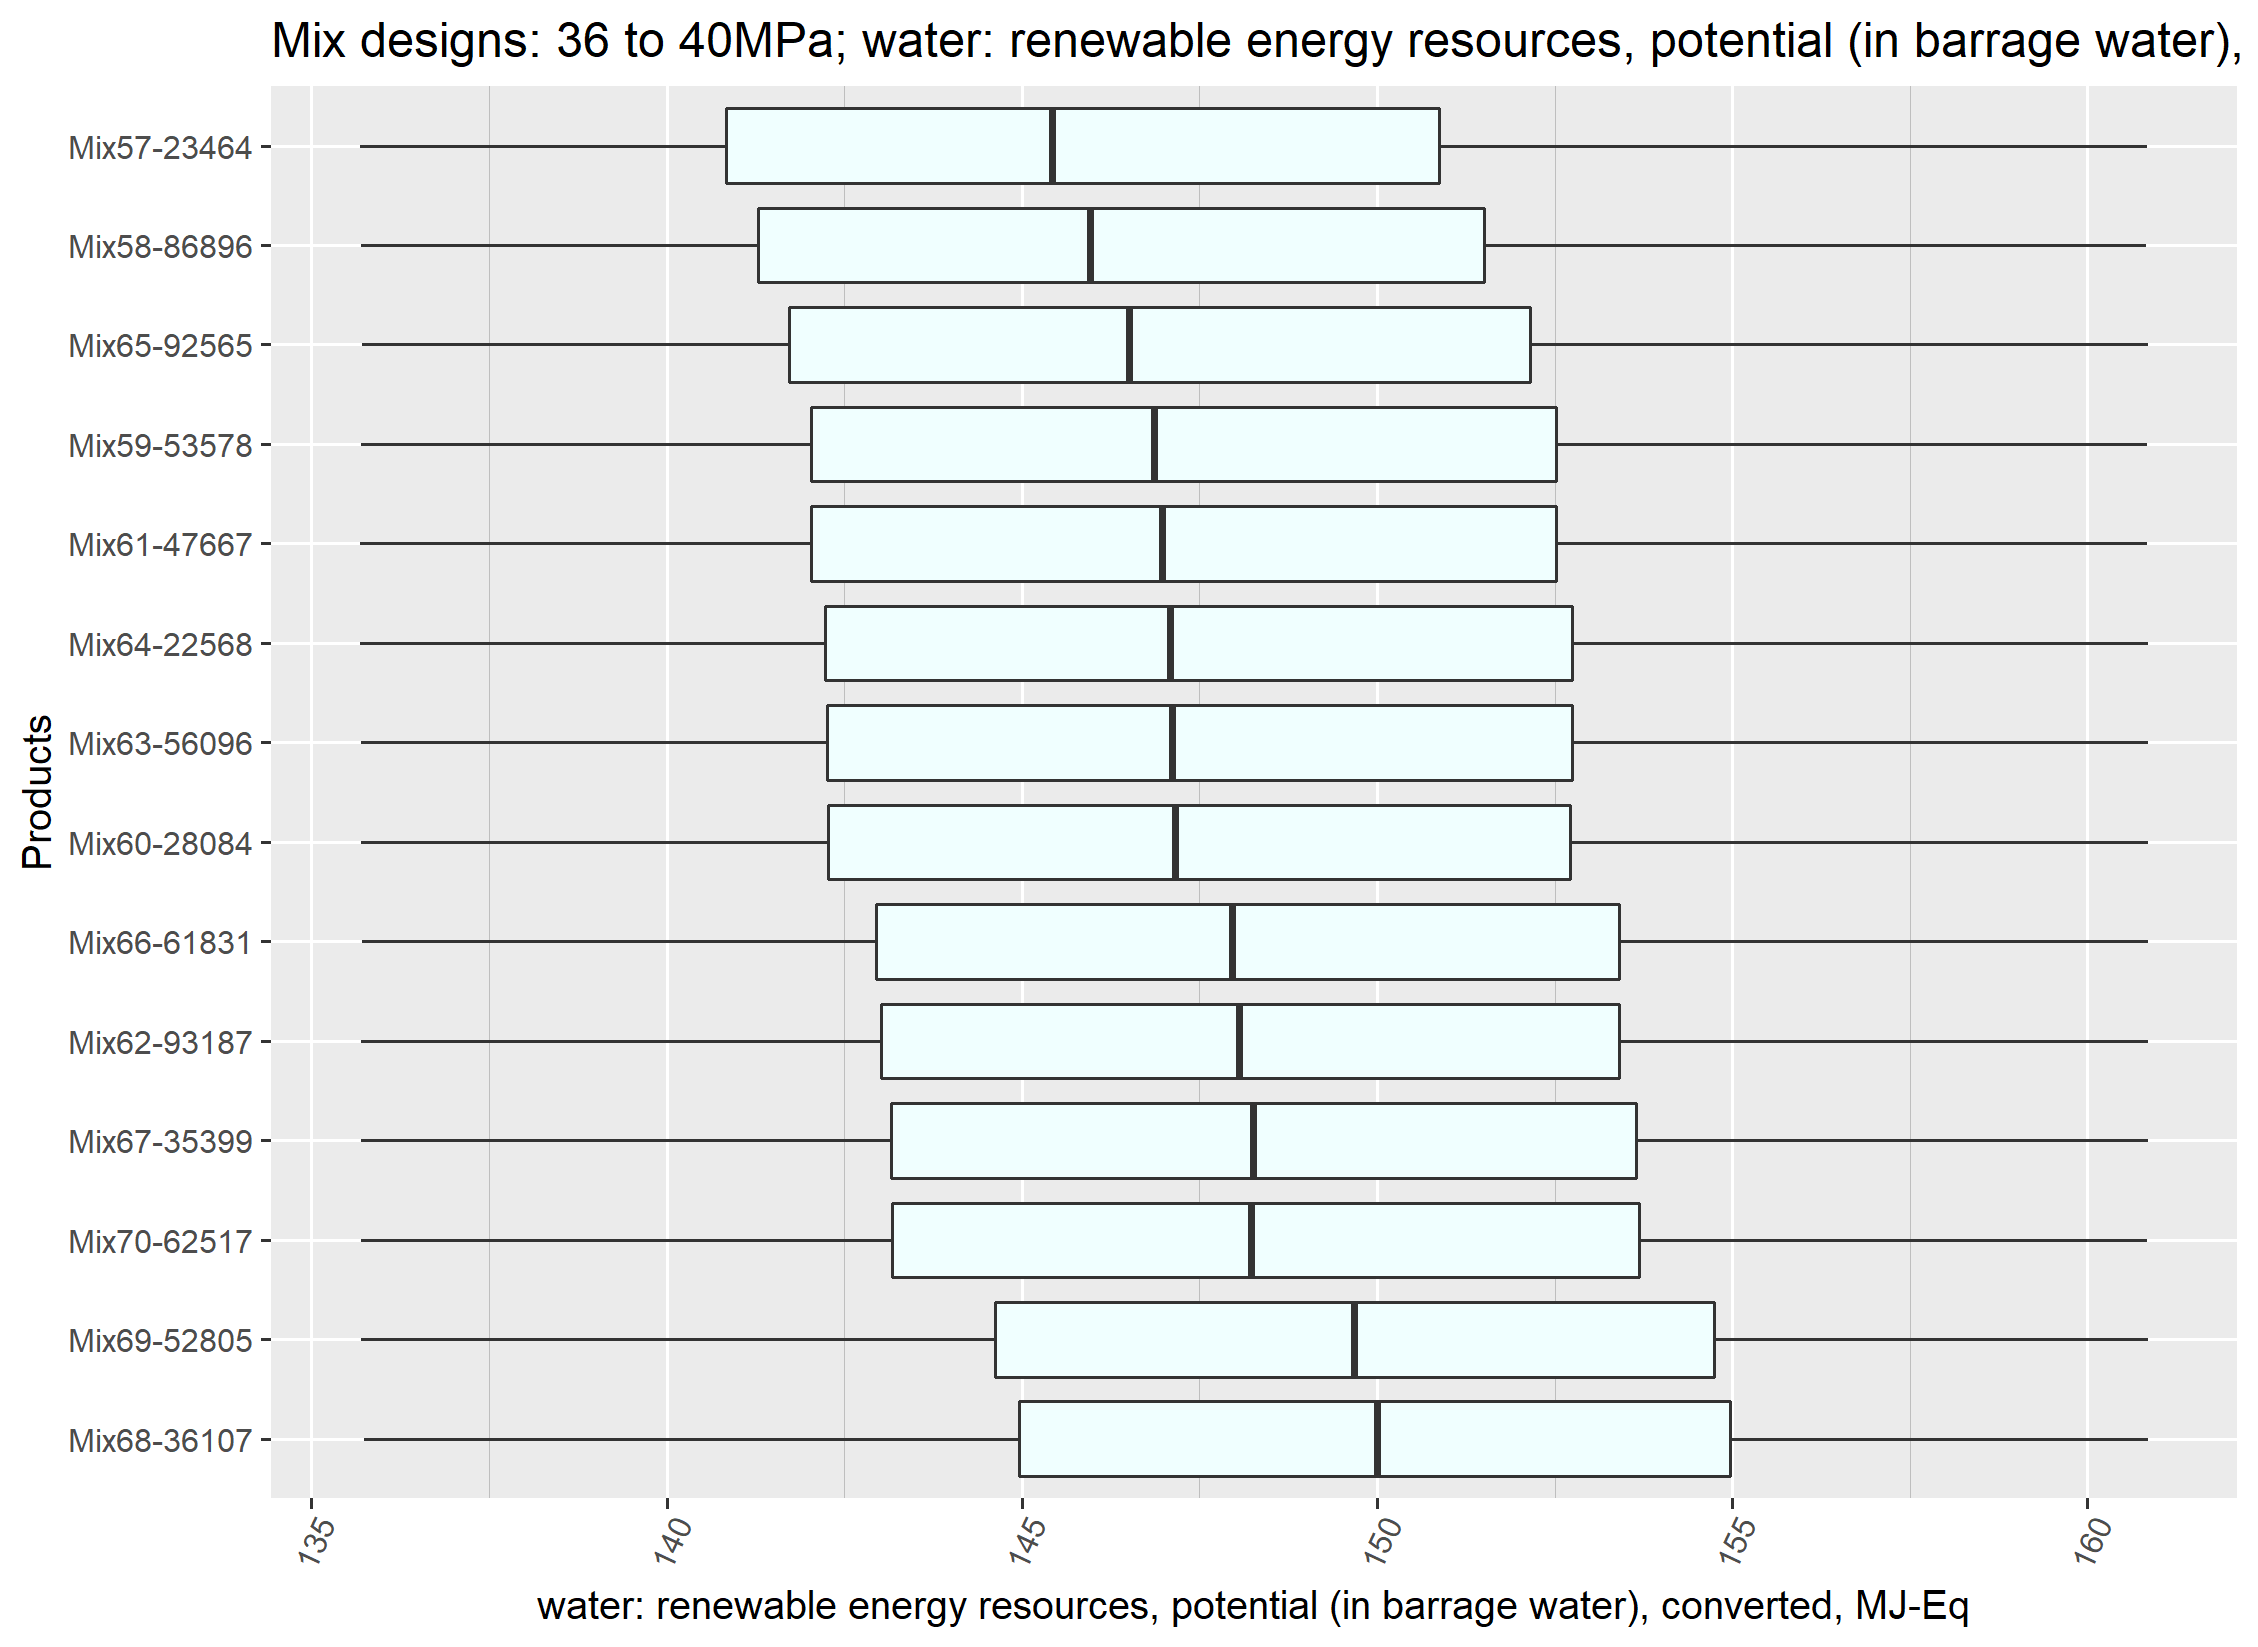 Mix designs: 36 to 40MPa; water: renewable energy resources, potential (in barrage water),
Products
Mix57-23464
Mix58-86896
Mix65-92565
Mix59-53578
Mix61-47667
Mix64-22568
Mix63-56096
Mix60-28084
Mix66-61831
Mix62-93187
Mix67-35399
Mix70-62517
Mix69-52805
Mix68-36107
135 140 145 150 155 160
water: renewable energy resources, potential (in barrage water), converted, MJ-Eq